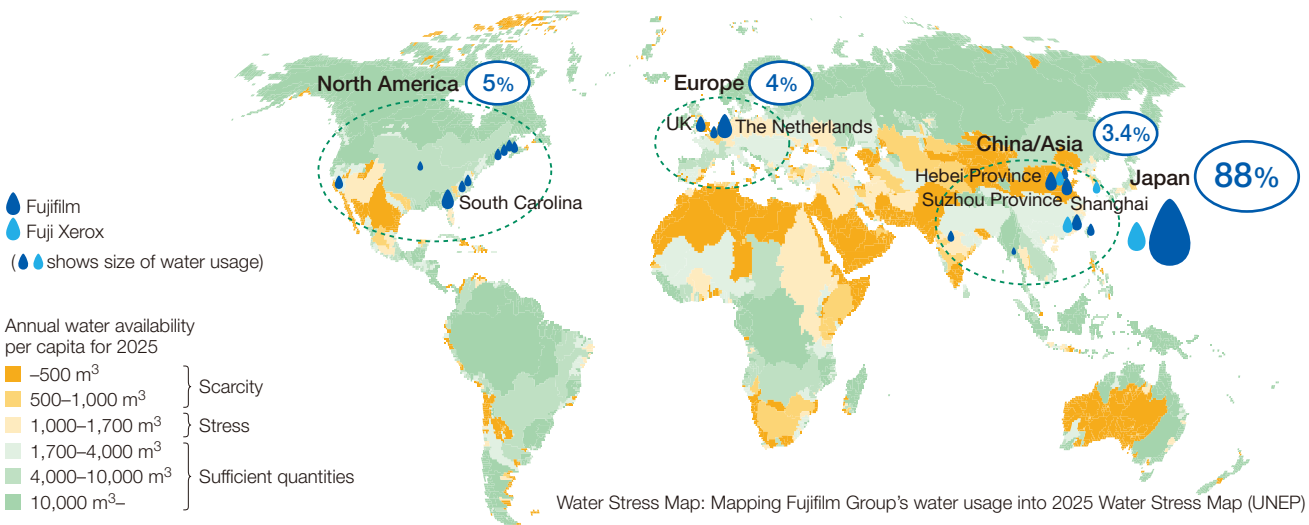 North America 5%
Europe 4%
UK
The Netherlands
China/Asia 3.4%
Hebei Province
Suzhou Province
Shanghai
Japan 88%
South Carolina
Fujifilm
Fuji Xerox
( shows size of water usage)
Annual water availability
per capita for 2025
–500 m³
500–1,000 m³
Scarcity
1,000–1,700 m³
Stress
1,700–4,000 m³
4,000–10,000 m³
Sufficient quantities
10,000 m³–
Water Stress Map: Mapping Fujifilm Group's water usage into 2025 Water Stress Map (UNEP)